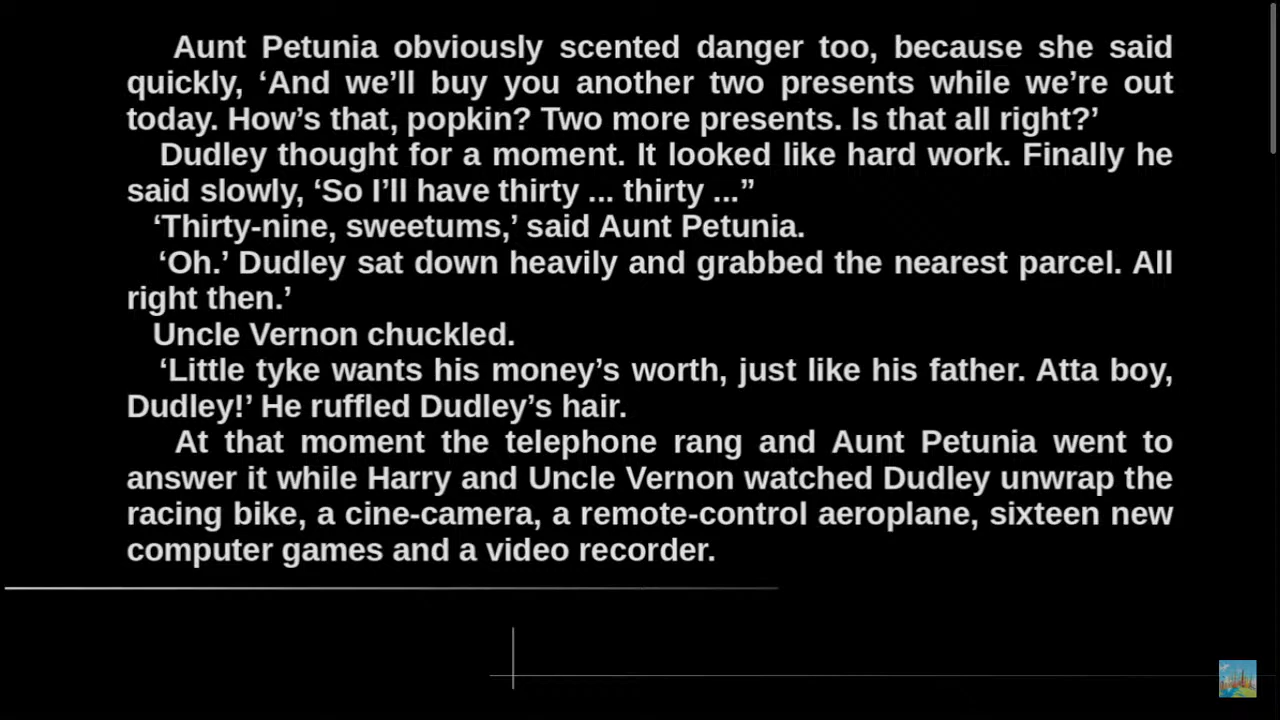 Aunt Petunia obviously scented danger too, because she said
quickly, ‘And we’ll buy you another two presents while we’re out
today. How’s that, popkin? Two more presents. Is that all right?’
Dudley thought for a moment. It looked like hard work. Finally he
said slowly, ‘So I’ll have thirty ... thirty ...”
‘Thirty-nine, sweetums,’ said Aunt Petunia.
‘Oh.’ Dudley sat down heavily and grabbed the nearest parcel. All
right then.’
Uncle Vernon chuckled.
‘Little tyke wants his money’s worth, just like his father. Atta boy,
Dudley!’ He ruffled Dudley’s hair.
At that moment the telephone rang and Aunt Petunia went to
answer it while Harry and Uncle Vernon watched Dudley unwrap the
racing bike, a cine-camera, a remote-control aeroplane, sixteen new
computer games and a video recorder.